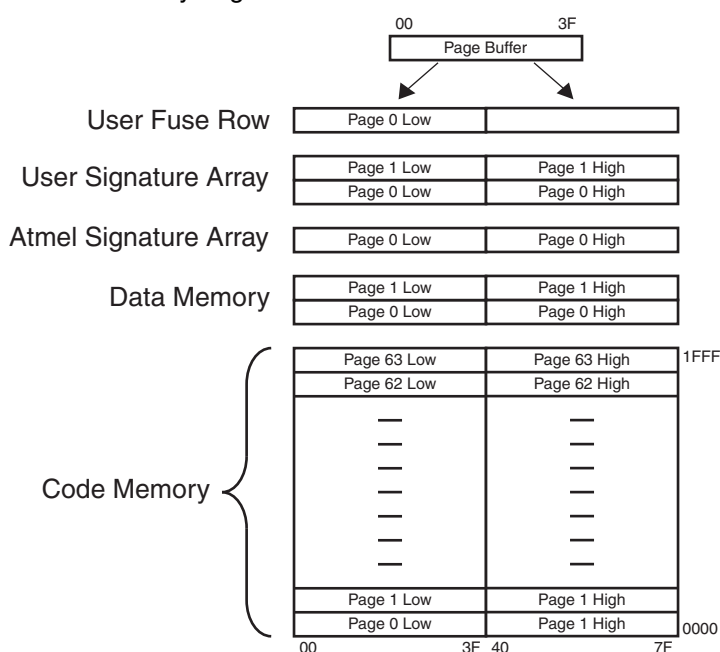 00 3F
Page Buffer
User Fuse Row Page 0 Low
User Signature Array
Page 1 Low Page 1 High
Page 0 Low Page 0 High
Atmel Signature Array Page 0 Low Page 0 High
Data Memory
Page 1 Low Page 1 High
Page 0 Low Page 0 High
Page 63 Low Page 63 High 1FFF
Page 62 Low Page 62 High
Code Memory
Page 1 Low Page 1 High
Page 0 Low Page 1 High 0000
00 3F 40 7F